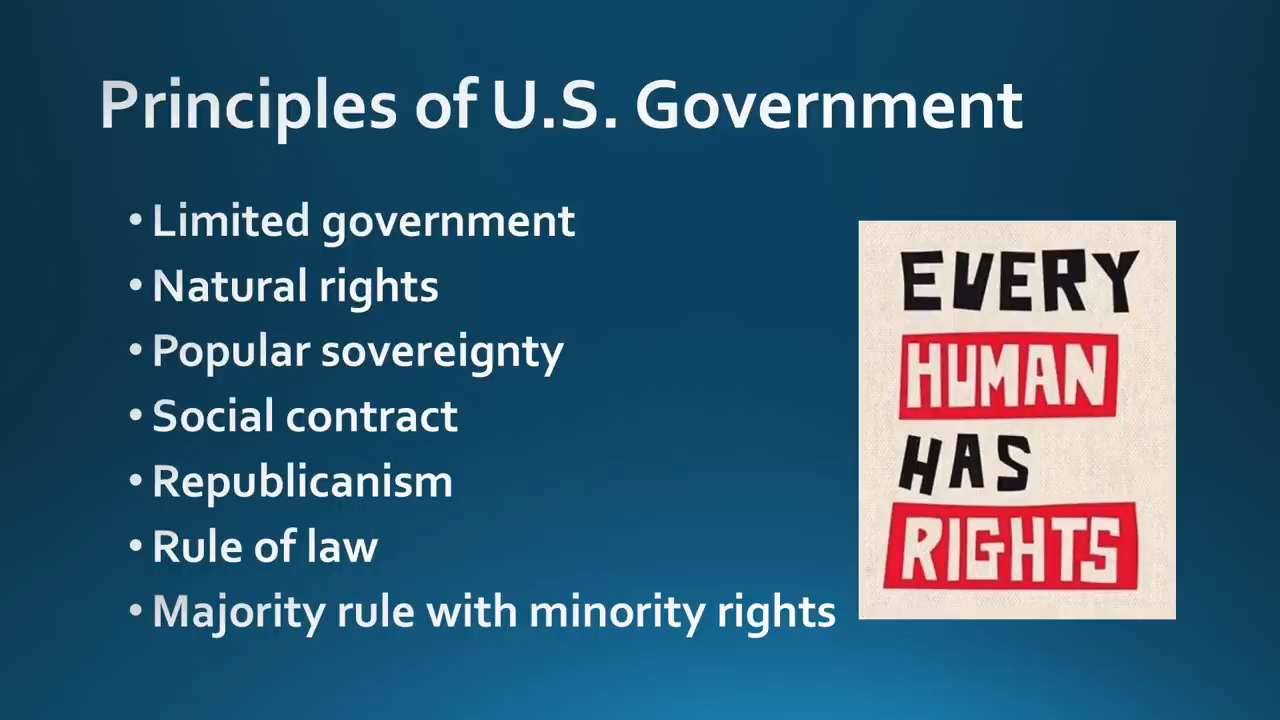 Principles of U.S. Government
• Limited government
• Natural rights
• Popular sovereignty
• Social contract
• Republicanism
• Rule of law
• Majority rule with minority rights
EVERY
HUMAN
HAS
RIGHTS